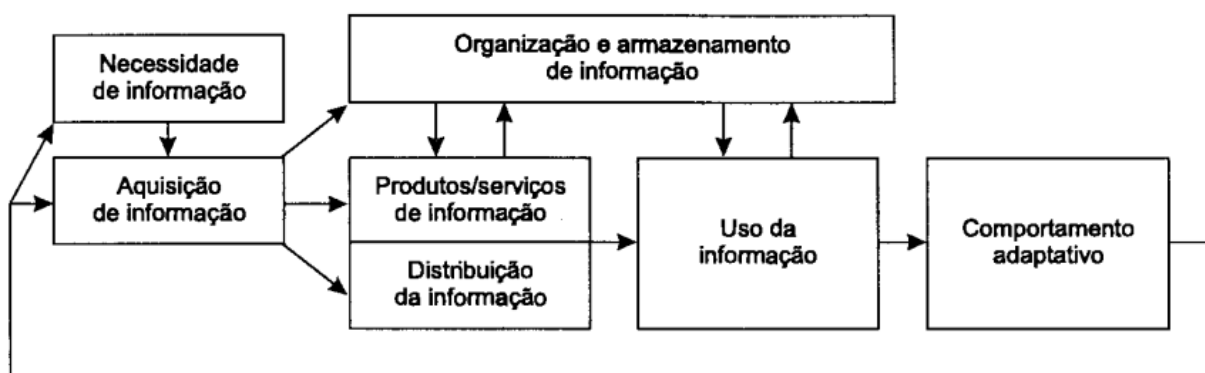 Necessidade
de informação
Organização e armazenamento
de informação
Aquisição
de informação
Produtos/serviços
de informação
Distribuição
da informação
Uso da
informação
Comportamento
adaptativo